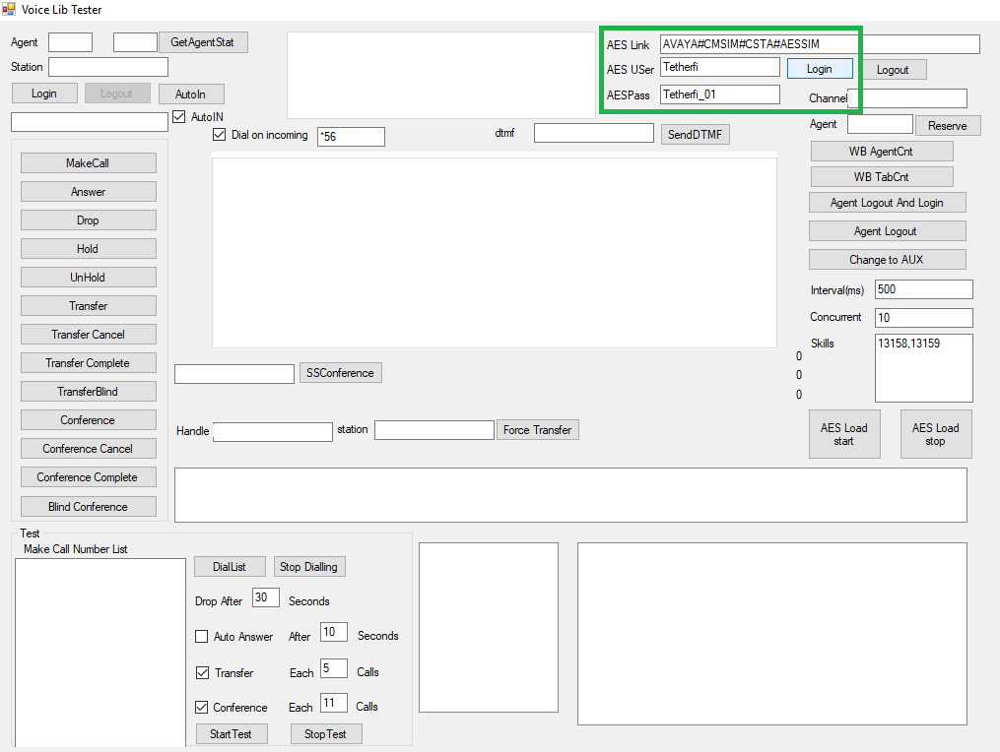 Voice Lib Tester
Agent GetAgentStat
AES Link AVAYA#CMSIM#CSTA#AESSIM
Station
AES USer Tetherfi Login Logout
Login Logout AutoIn
AESPass Tetherfi_01 Channel
AutoIN
Dial on incoming *56 dtmf SendDTMF
Agent Reserve
MakeCall
Answer
Drop
Hold
UnHold
Transfer
Transfer Cancel
Transfer Complete
TransferBlind
Conference
Conference Cancel
Conference Complete
Blind Conference
WB AgentCnt
WB TabCnt
Agent Logout And Login
Agent Logout
Change to AUX
Interval(ms) 500
Concurrent 10
Skills 13158,13159
0
0
0
SSConference
Handle station Force Transfer
AES Load start
AES Load stop
Test
Make Call Number List
DialList Stop Dialling
Drop After 30 Seconds
Auto Answer After 10 Seconds
Transfer Each 5 Calls
Conference Each 11 Calls
StartTest StopTest